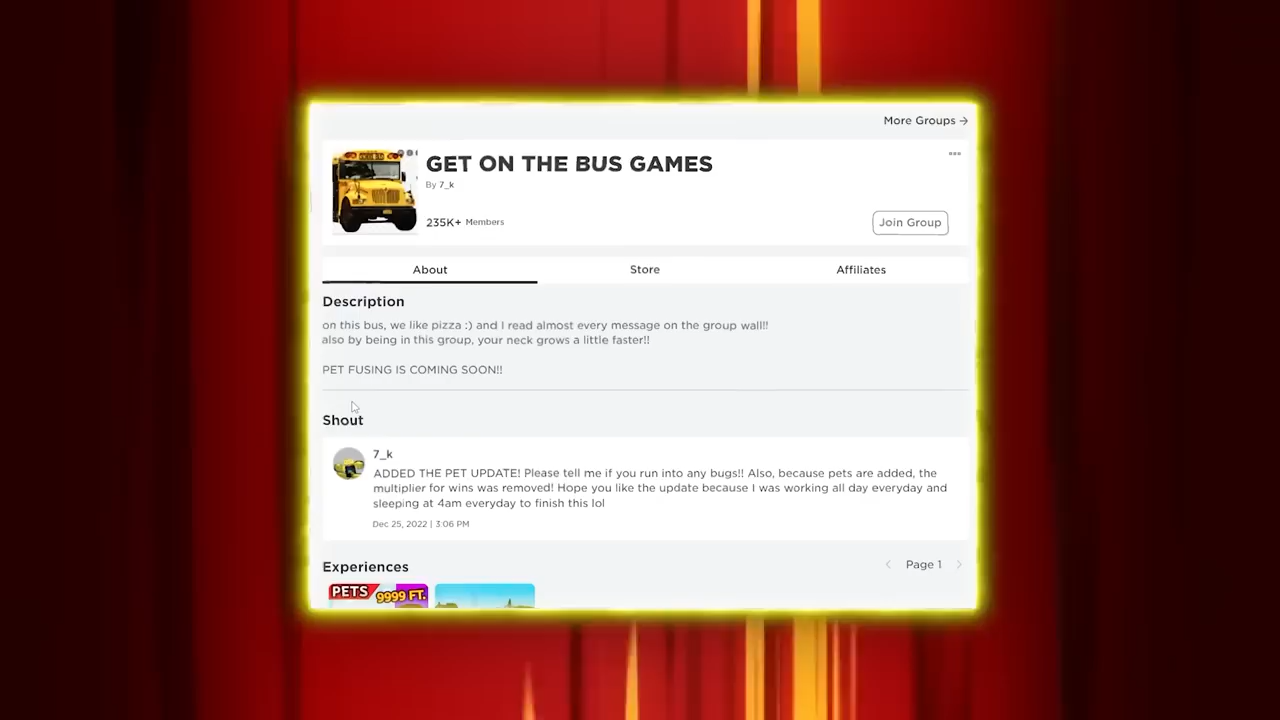 More Groups →
GET ON THE BUS GAMES
By 7_k
235K+ Members
Join Group
About
Store
Affiliates
Description
on this bus, we like pizza :) and I read almost every message on the group wall!!
also by being in this group, your neck grows a little faster!!
PET FUSING IS COMING SOON!!
Shout
7_k
ADDED THE PET UPDATE! Please tell me if you run into any bugs!! Also, because pets are added, the
multiplier for wins was removed! Hope you like the update because I was working all day everyday and
sleeping at 4am everyday to finish this lol
Dec 25, 2022 | 3:06 PM
Experiences
Page 1
PETS
9999 FT.